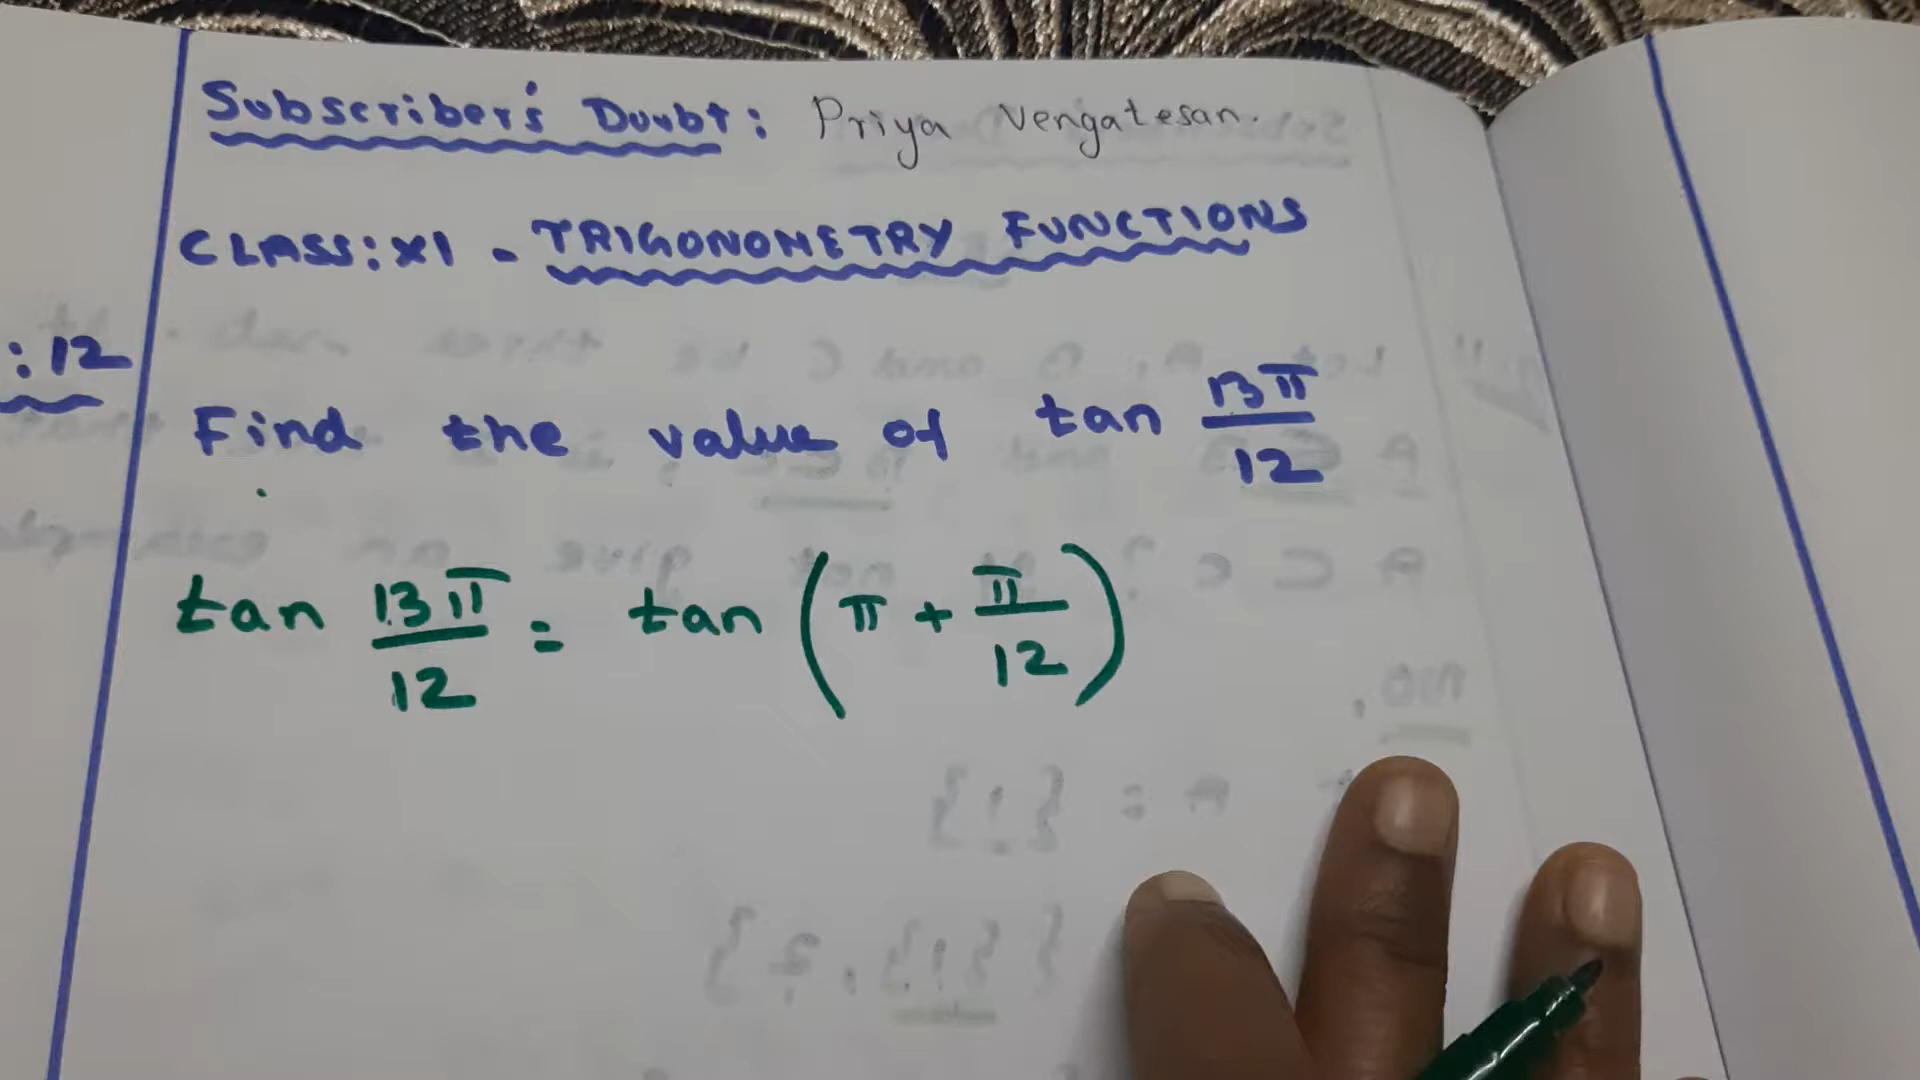 Subscriber's Doubt: Priya Vengatesan.
CLASS: XI - TRIGONOMETRY FUNCTIONS
: 12
Find the value of tan 13π/12
tan 13π/12 = tan (π + π/12)